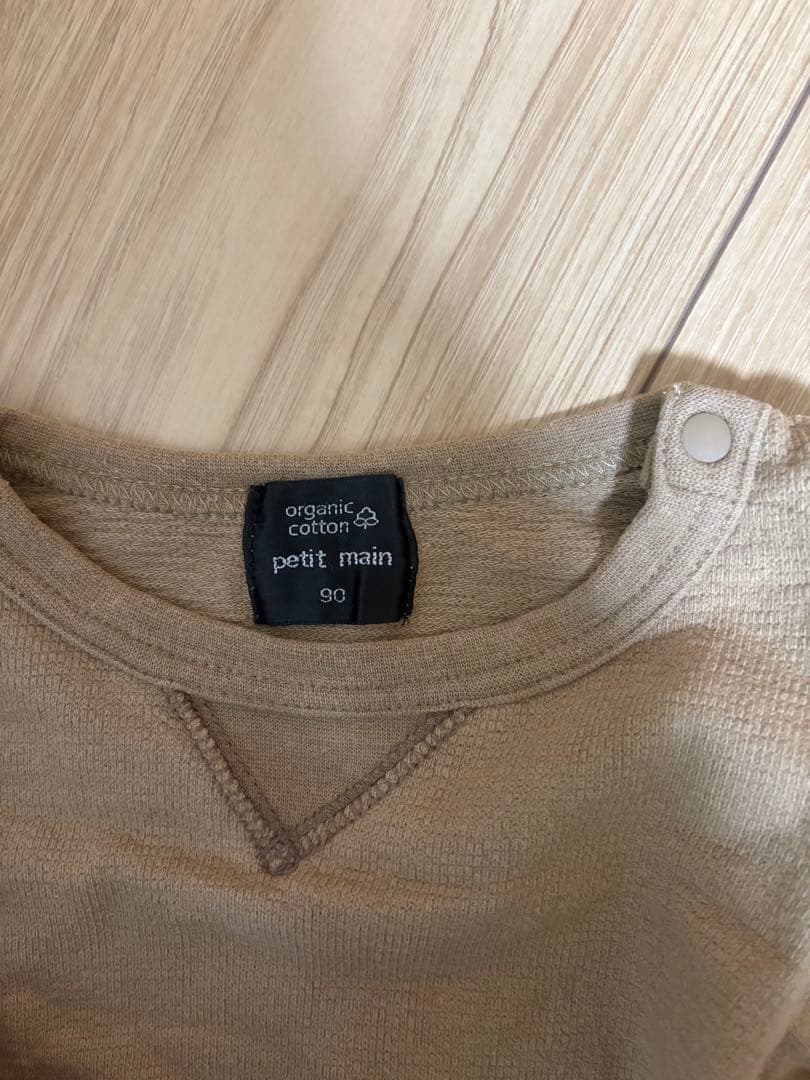 organic
cotton
petit main
90